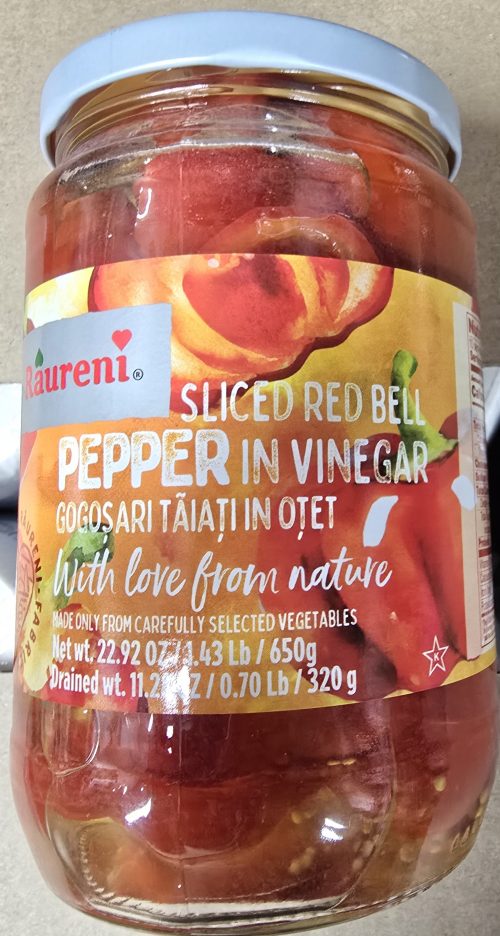 Raureni®
SLICED RED BELL
PEPPER IN VINEGAR
GOGOȘARI TĂIAȚI IN OȚET
With love from nature
MADE ONLY FROM CAREFULLY SELECTED VEGETABLES
Net wt. 22.92 OZ / 1.43 Lb / 650g
Drained wt. OZ / 0.70 Lb / 320 g
K